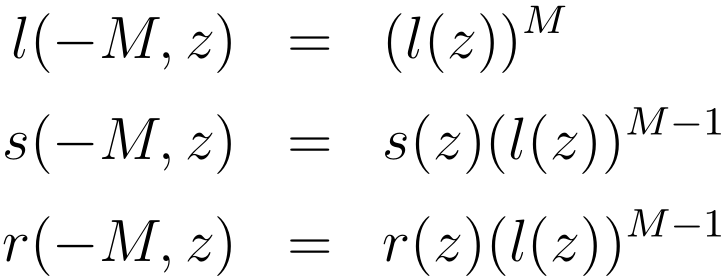 l(−M, z) = (l(z))^M
s(−M, z) = s(z)(l(z))^{M−1}
r(−M, z) = r(z)(l(z))^{M−1}